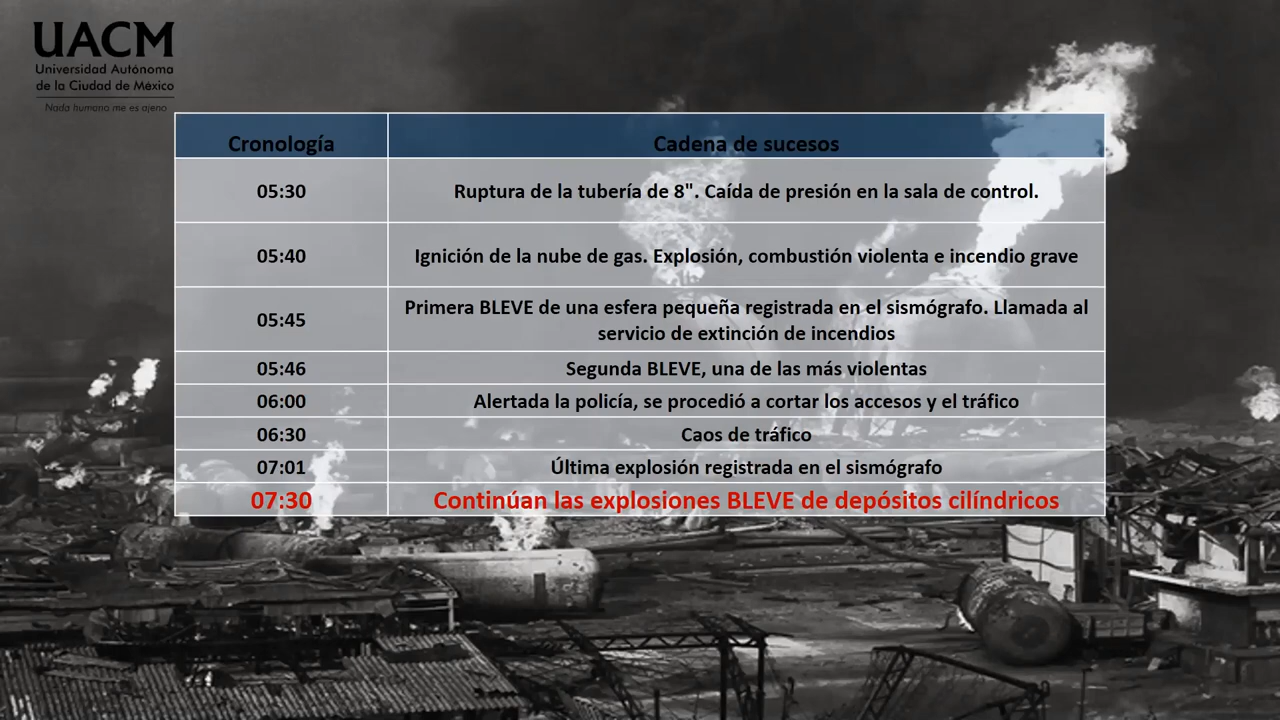 UACM
Universidad Autónoma
de la Ciudad de México
Nada humano me es ajeno
Cronología Cadena de sucesos
05:30 Ruptura de la tubería de 8". Caída de presión en la sala de control.
05:40 Ignición de la nube de gas. Explosión, combustión violenta e incendio grave
05:45 Primera BLEVE de una esfera pequeña registrada en el sismógrafo. Llamada al
servicio de extinción de incendios
05:46 Segunda BLEVE, una de las más violentas
06:00 Alertada la policía, se procedió a cortar los accesos y el tráfico
06:30 Caos de tráfico
07:01 Última explosión registrada en el sismógrafo
07:30 Continúan las explosiones BLEVE de depósitos cilíndricos